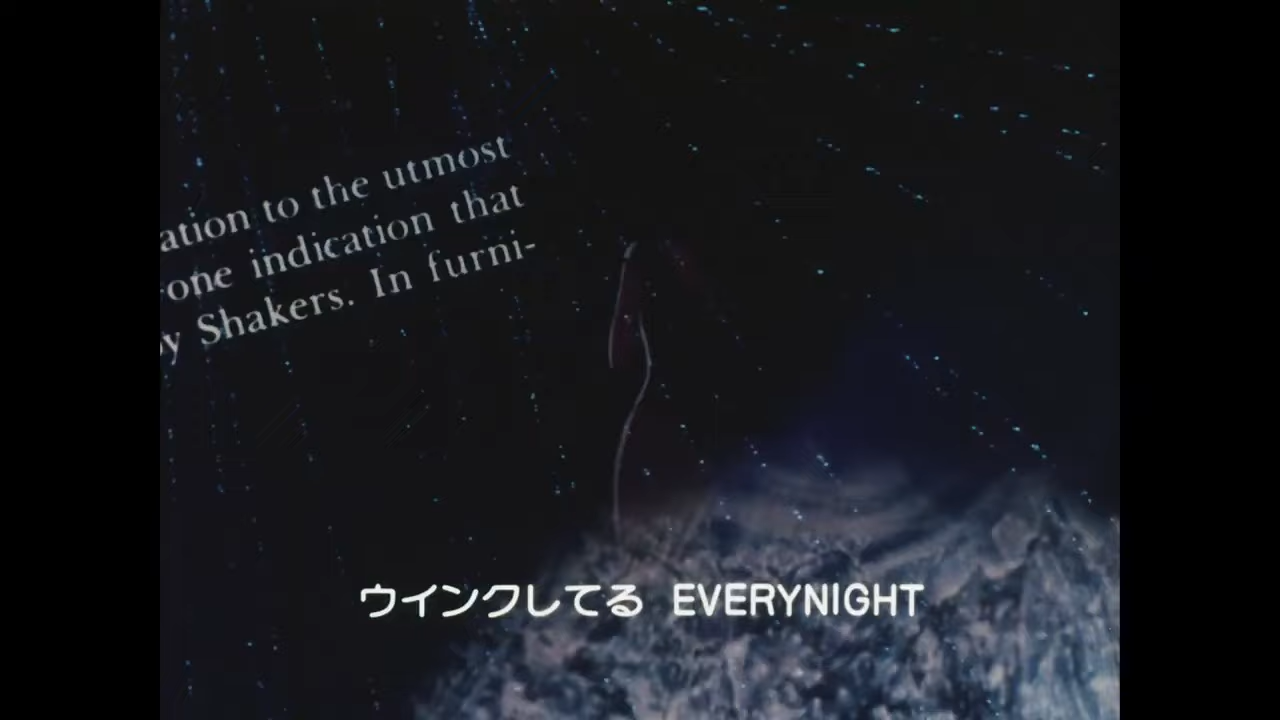 ation to the utmost
one indication that
y Shakers. In furni-
ウインクしてる EVERYNIGHT